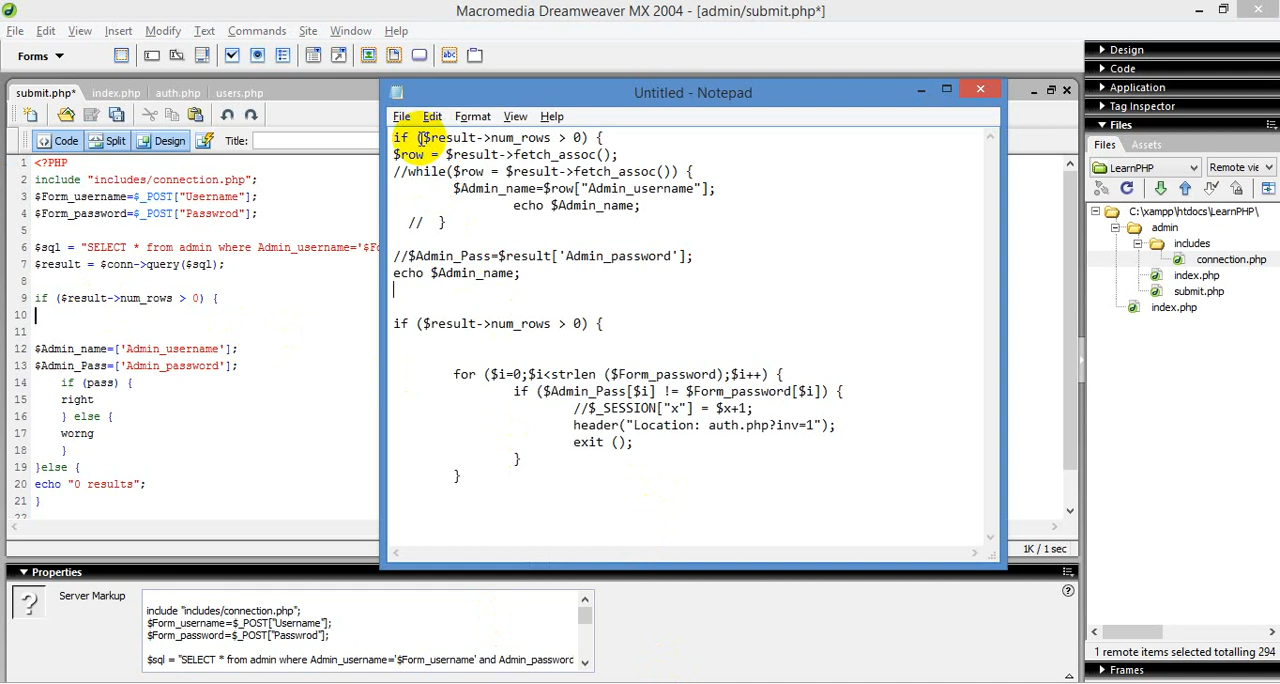 Macromedia Dreamweaver MX 2004 - [admin/submit.php*]
File Edit View Insert Modify Text Commands Site Window Help
Forms
submit.php* index.php auth.php users.php
Code Split Design Title:
1 <?PHP
2 include "includes/connection.php";
3 $Form_username=$_POST["Username"];
4 $Form_password=$_POST["Passwrod"];
5
6 $sql = "SELECT * from admin where Admin_username='$Fo
7 $result = $conn->query($sql);
8
9 if ($result->num_rows > 0) {
10
11
12 $Admin_name=['Admin_username'];
13 $Admin_Pass=['Admin_password'];
14 if (pass) {
15 right
16 } else {
17 worng
18 }
19 }else {
20 echo "0 results";
21 }
22
1K / 1 sec
Untitled - Notepad
File Edit Format View Help
if ($result->num_rows > 0) {
$row = $result->fetch_assoc();
//while($row = $result->fetch_assoc()) {
$Admin_name=$row["Admin_username"];
echo $Admin_name;
// }
//$Admin_Pass=$result['Admin_password'];
echo $Admin_name;
if ($result->num_rows > 0) {
for ($i=0;$i<strlen ($Form_password);$i++) {
if ($Admin_Pass[$i] != $Form_password[$i]) {
//$_SESSION["x"] = $x+1;
header("Location: auth.php?inv=1");
exit ();
}
}
Design
Code
Application
Tag Inspector
Files
Files Assets
LearnPHP Remote vi
C:\xampp\htdocs\LearnPHP
admin
includes
connection.php
index.php
submit.php
index.php
1 remote items selected totalling 294
Frames
Properties
Server Markup
include "includes/connection.php";
$Form_username=$_POST["Username"];
$Form_password=$_POST["Passwrod"];
$sql = "SELECT * from admin where Admin_username='$Form_username' and Admin_password